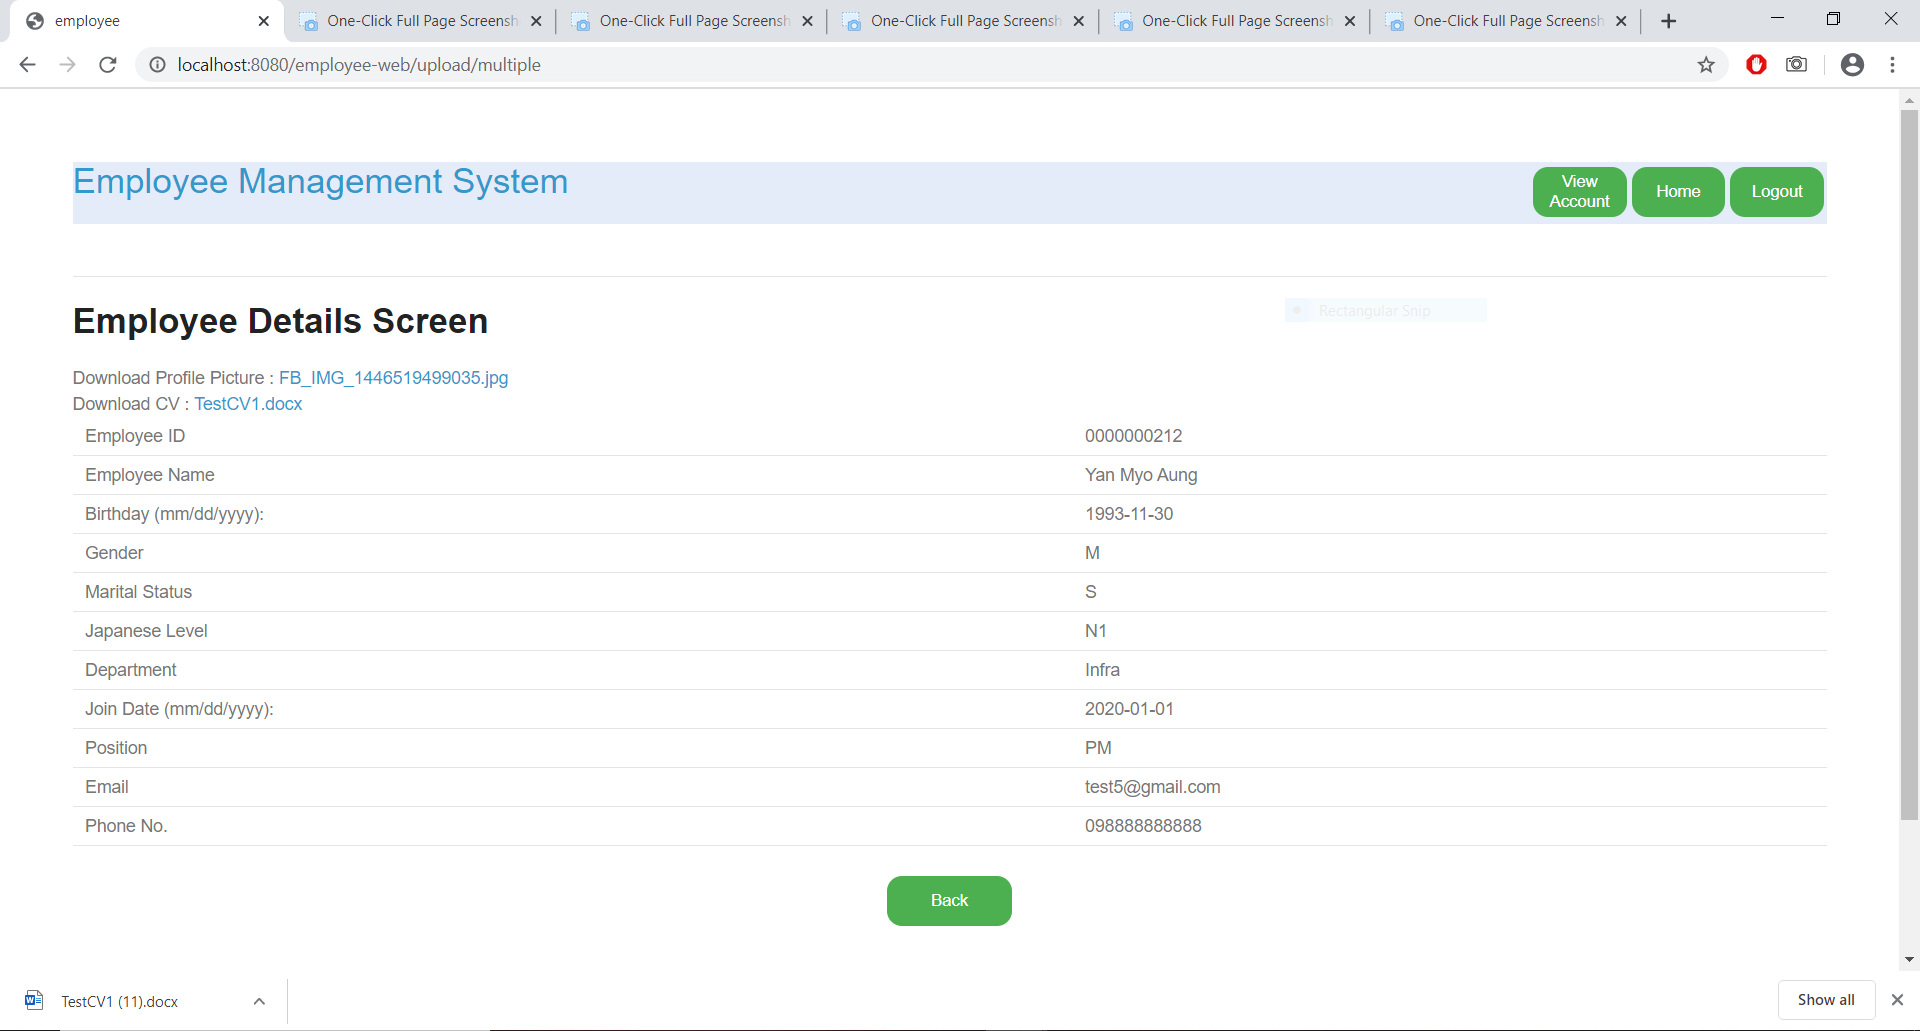 employee
One-Click Full Page Screensh
One-Click Full Page Screensh
One-Click Full Page Screensh
One-Click Full Page Screensh
One-Click Full Page Screensh
localhost:8080/employee-web/upload/multiple
Employee Management System
View Account
Home
Logout
Employee Details Screen
Rectangular Snip
Download Profile Picture : FB_IMG_1446519499035.jpg
Download CV : TestCV1.docx
Employee ID 0000000212
Employee Name Yan Myo Aung
Birthday (mm/dd/yyyy): 1993-11-30
Gender M
Marital Status S
Japanese Level N1
Department Infra
Join Date (mm/dd/yyyy): 2020-01-01
Position PM
Email test5@gmail.com
Phone No. 098888888888
Back
TestCV1 (11).docx
Show all